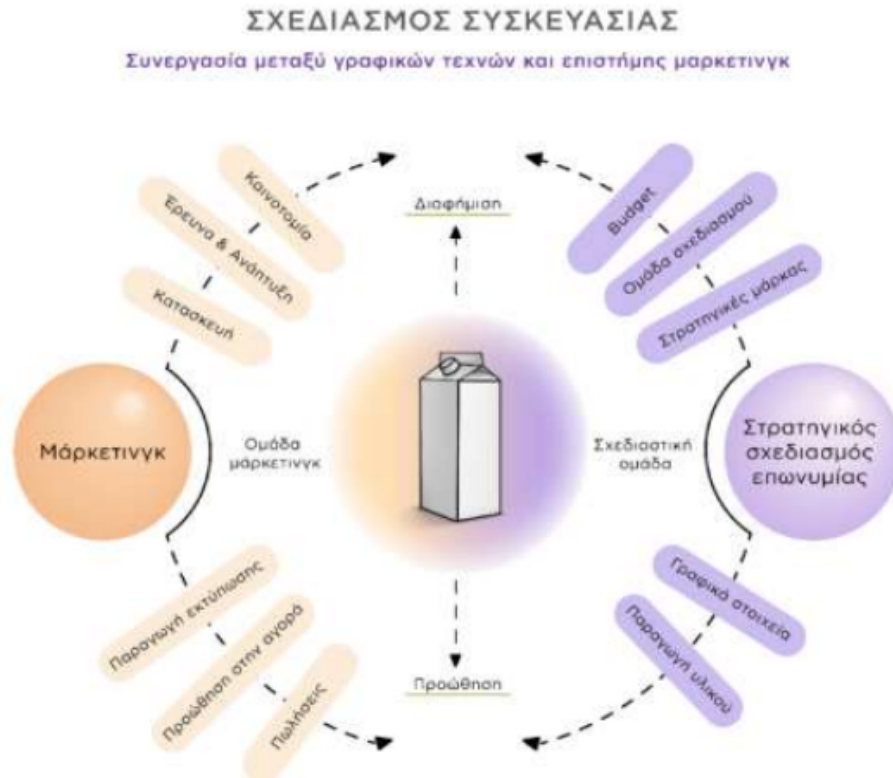 ΣΧΕΔΙΑΣΜΟΣ ΣΥΣΚΕΥΑΣΙΑΣ
Συνεργασία μεταξύ γραφικών τεχνών και επιστήμης μαρκετινγκ
Καινοτομία
Έρευνα & Ανάπτυξη
Κατασκευή
Διαφήμιση
Budget
Ομάδα σχεδιασμού
Στρατηγικές μάρκας
Μάρκετινγκ
Ομάδα
μάρκετινγκ
Σχεδιαστική
ομάδα
Στρατηγικός
σχεδιασμός
επωνυμίας
Παραγωγή εκτύπωσης
Προώθηση στην αγορά
Πωλήσεις
Προώθηση
Γραφικά στοιχεία
Παραγωγή υλικού